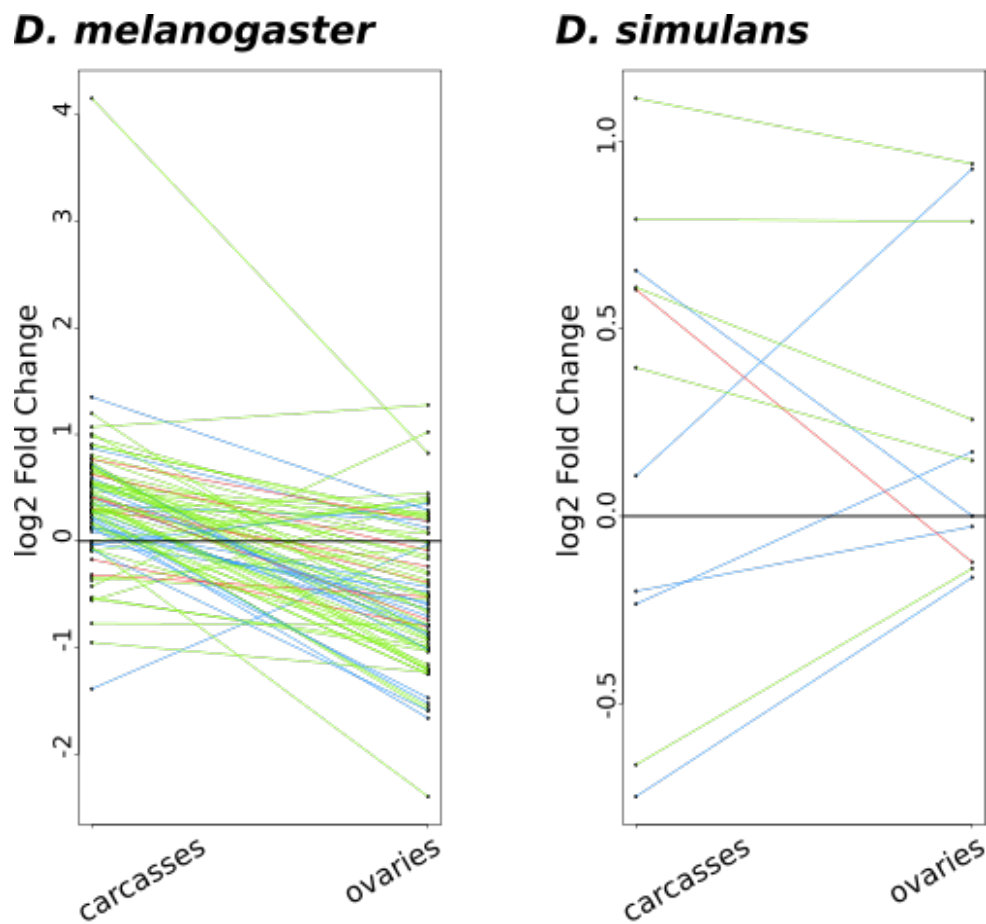 D. melanogaster
log2 Fold Change
4
3
2
1
0
-1
-2
carcasses
ovaries
D. simulans
log2 Fold Change
1.0
0.5
0.0
-0.5
carcasses
ovaries